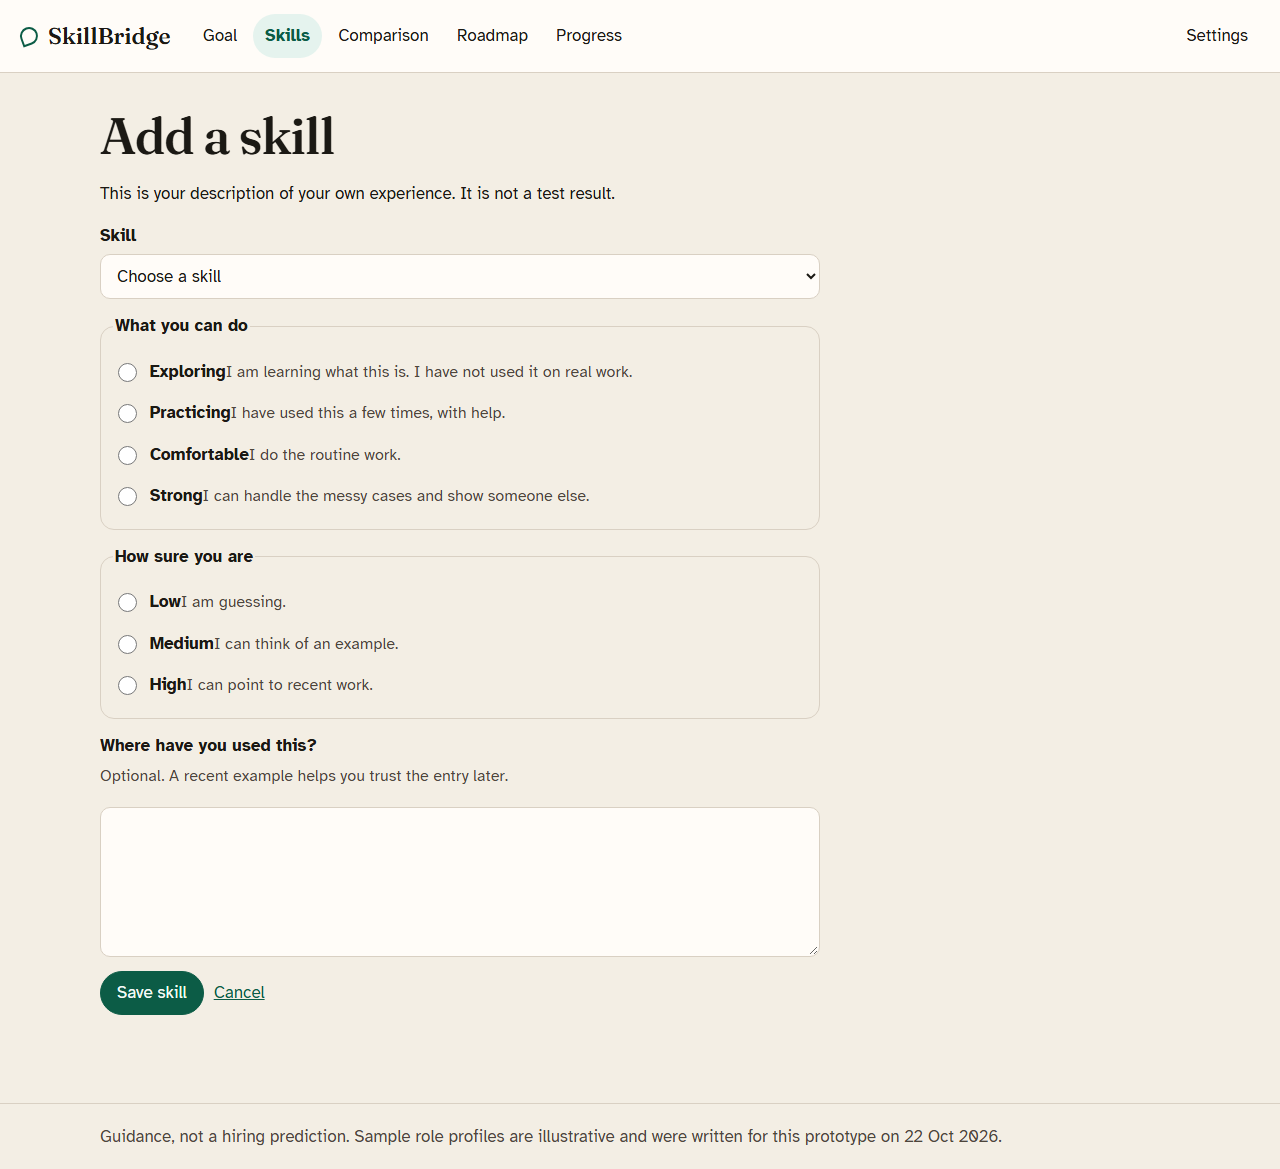 SkillBridge Goal Skills Comparison Roadmap Progress Settings
Add a skill
This is your description of your own experience. It is not a test result.
Skill
Choose a skill
What you can do
ExploringI am learning what this is. I have not used it on real work.
PracticingI have used this a few times, with help.
ComfortableI do the routine work.
StrongI can handle the messy cases and show someone else.
How sure you are
LowI am guessing.
MediumI can think of an example.
HighI can point to recent work.
Where have you used this?
Optional. A recent example helps you trust the entry later.
Save skill Cancel
Guidance, not a hiring prediction. Sample role profiles are illustrative and were written for this prototype on 22 Oct 2026.